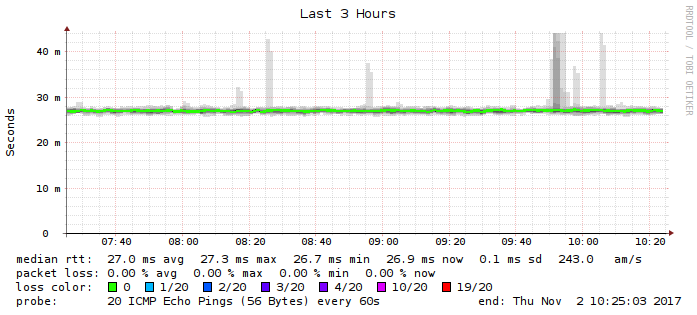 Last 3 Hours
RRDTOOL / TOBI OETIKER
Seconds
40 m
30 m
20 m
10 m
0
07:40 08:00 08:20 08:40 09:00 09:20 09:40 10:00 10:20
median rtt: 27.0 ms avg 27.3 ms max 26.7 ms min 26.9 ms now 0.1 ms sd 243.0 am/s
packet loss: 0.00 % avg 0.00 % max 0.00 % min 0.00 % now
loss color: 0 1/20 2/20 3/20 4/20 10/20 19/20
probe: 20 ICMP Echo Pings (56 Bytes) every 60s end: Thu Nov 2 10:25:03 2017